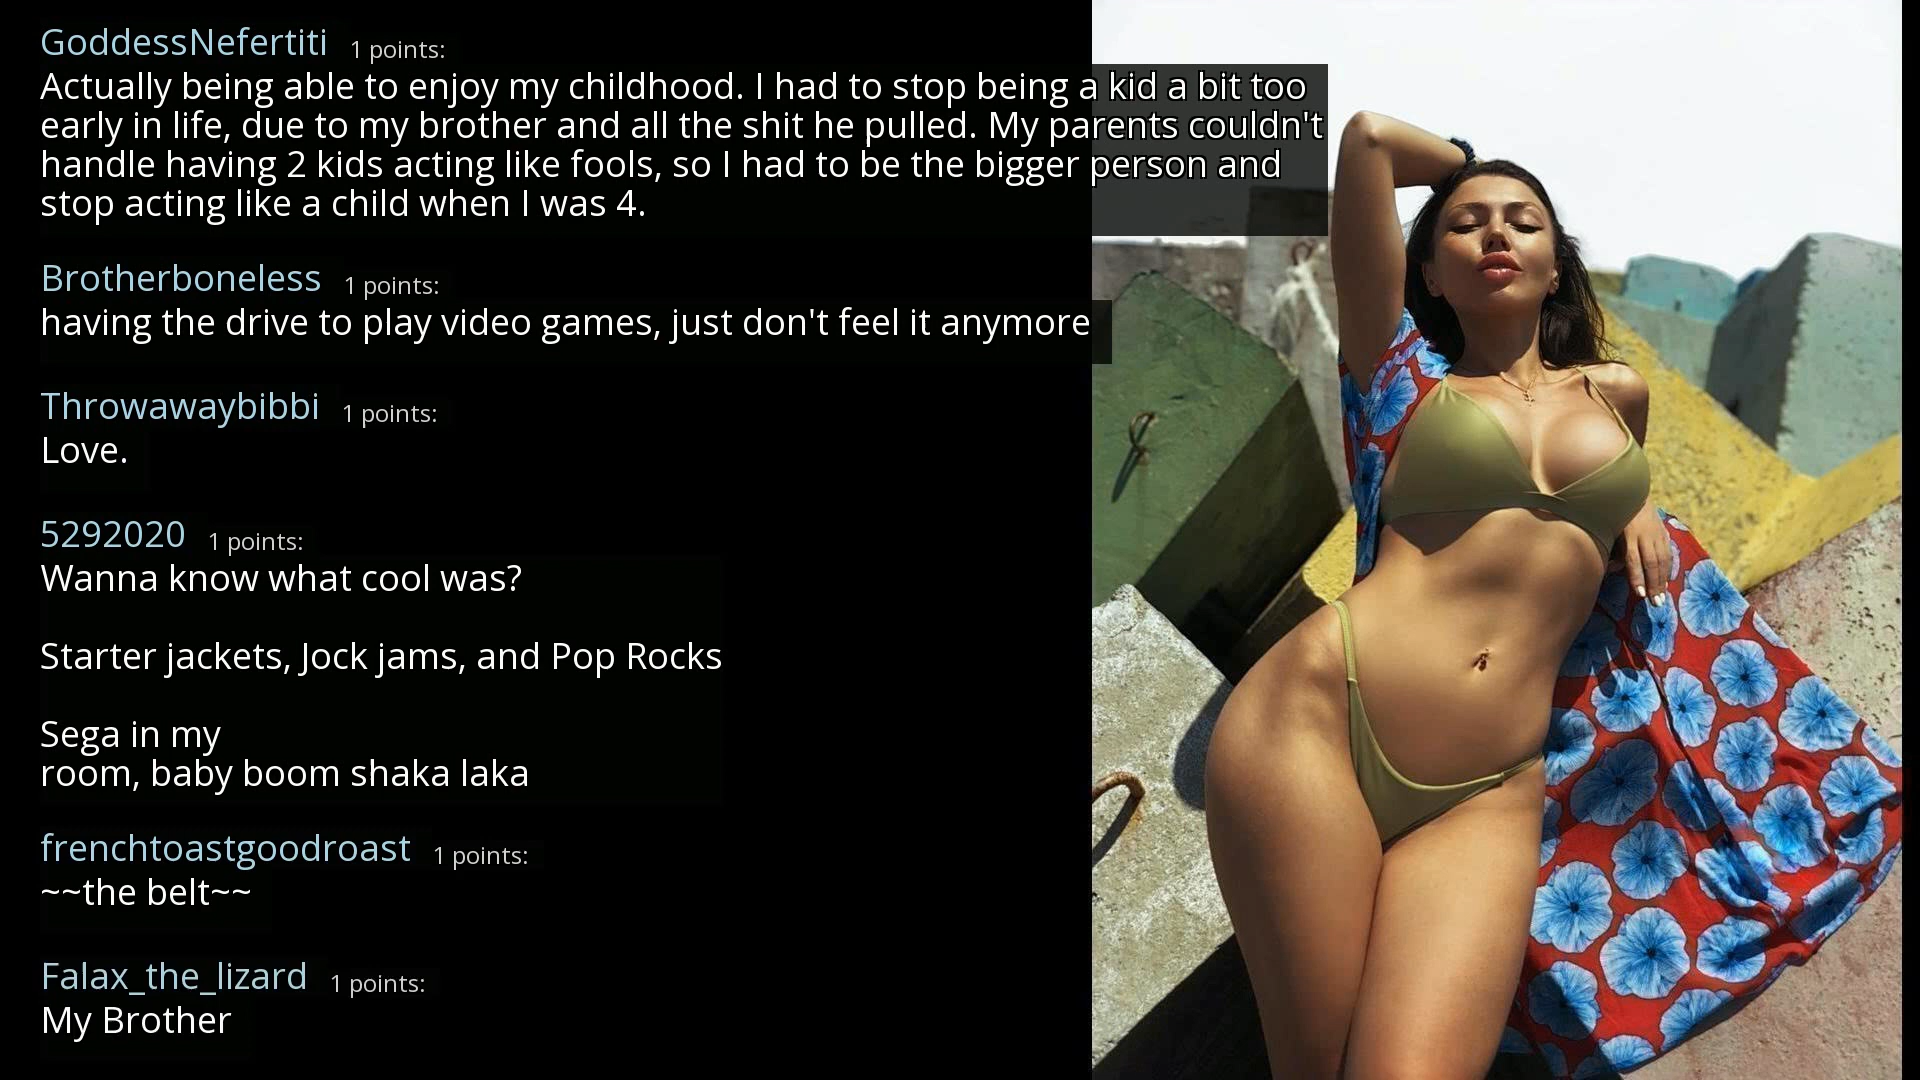 GoddessNefertiti 1 points:
Actually being able to enjoy my childhood. I had to stop being a kid a bit too
early in life, due to my brother and all the shit he pulled. My parents couldn't
handle having 2 kids acting like fools, so I had to be the bigger person and
stop acting like a child when I was 4.
Brotherboneless 1 points:
having the drive to play video games, just don't feel it anymore
Throwawaybibbi 1 points:
Love.
5292020 1 points:
Wanna know what cool was?
Starter jackets, Jock jams, and Pop Rocks
Sega in my
room, baby boom shaka laka
frenchtoastgoodroast 1 points:
~~the belt~~
Falax_the_lizard 1 points:
My Brother